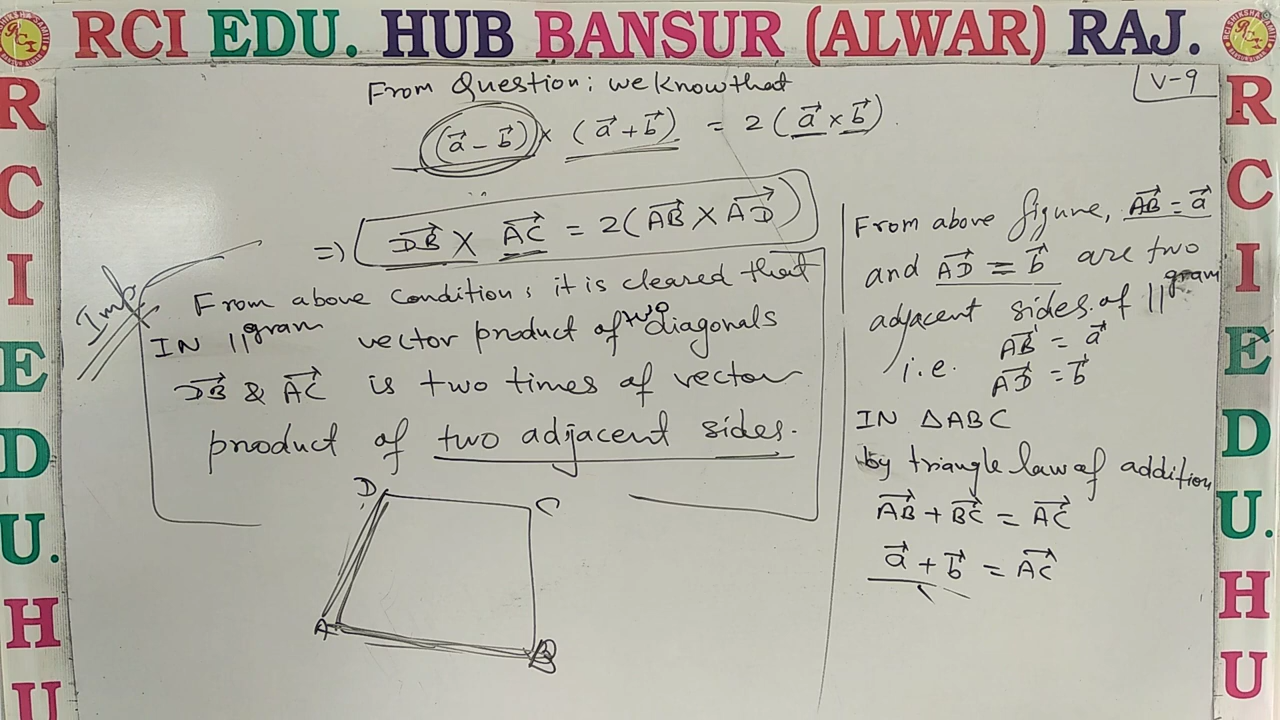 RCI EDU. HUB BANSUR (ALWAR) RAJ.
R
C
I
E
D
U.
H
U
R
C
I
E
D
U.
H
U
V-9
From Question: we know that
(a⃗ - b⃗) × (a⃗ + b⃗) = 2 (a⃗ × b⃗)
⇒) DB⃗ × AC⃗ = 2(AB⃗ × AD⃗)
Imp
From above condition, it is cleared that
IN ||gram vector product of two diagonals
DB⃗ & AC⃗ is two times of vector
product of two adjacent sides.
D
C
A
B
From above figure, AB⃗ = a⃗
and AD⃗ = b⃗ are two
adjacent sides of ||gram
i.e. AB⃗ = a⃗
AD⃗ = b⃗
IN ΔABC
by triangle law of addition
AB⃗ + BC⃗ = AC⃗
a⃗ + b⃗ = AC⃗